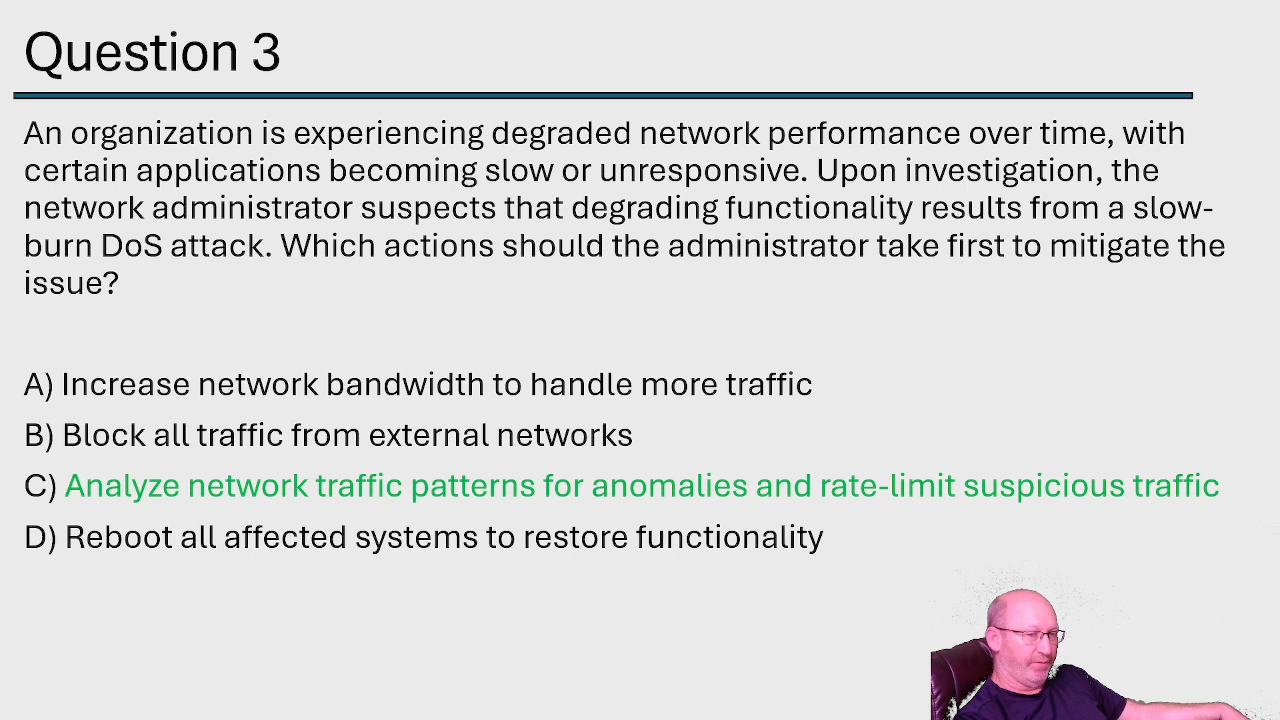 Question 3
An organization is experiencing degraded network performance over time, with
certain applications becoming slow or unresponsive. Upon investigation, the
network administrator suspects that degrading functionality results from a slow-
burn DoS attack. Which actions should the administrator take first to mitigate the
issue?
A) Increase network bandwidth to handle more traffic
B) Block all traffic from external networks
C) Analyze network traffic patterns for anomalies and rate-limit suspicious traffic
D) Reboot all affected systems to restore functionality